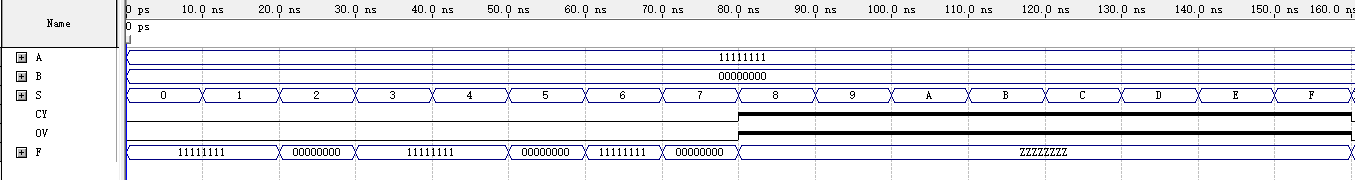 Name
0 ps 10.0 ns 20.0 ns 30.0 ns 40.0 ns 50.0 ns 60.0 ns 70.0 ns 80.0 ns 90.0 ns 100.0 ns 110.0 ns 120.0 ns 130.0 ns 140.0 ns 150.0 ns 160.0 ns
0 ps
A 11111111
B 00000000
S 0 1 2 3 4 5 6 7 8 9 A B C D E F
CY
OV
F 11111111 00000000 11111111 00000000 11111111 00000000 ZZZZZZZZ